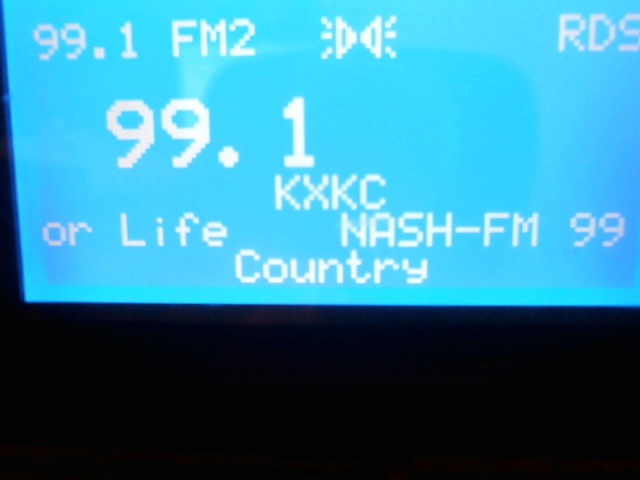 99.1 FM2 RDS
99.1
KXKC
or Life NASH-FM 99
Country